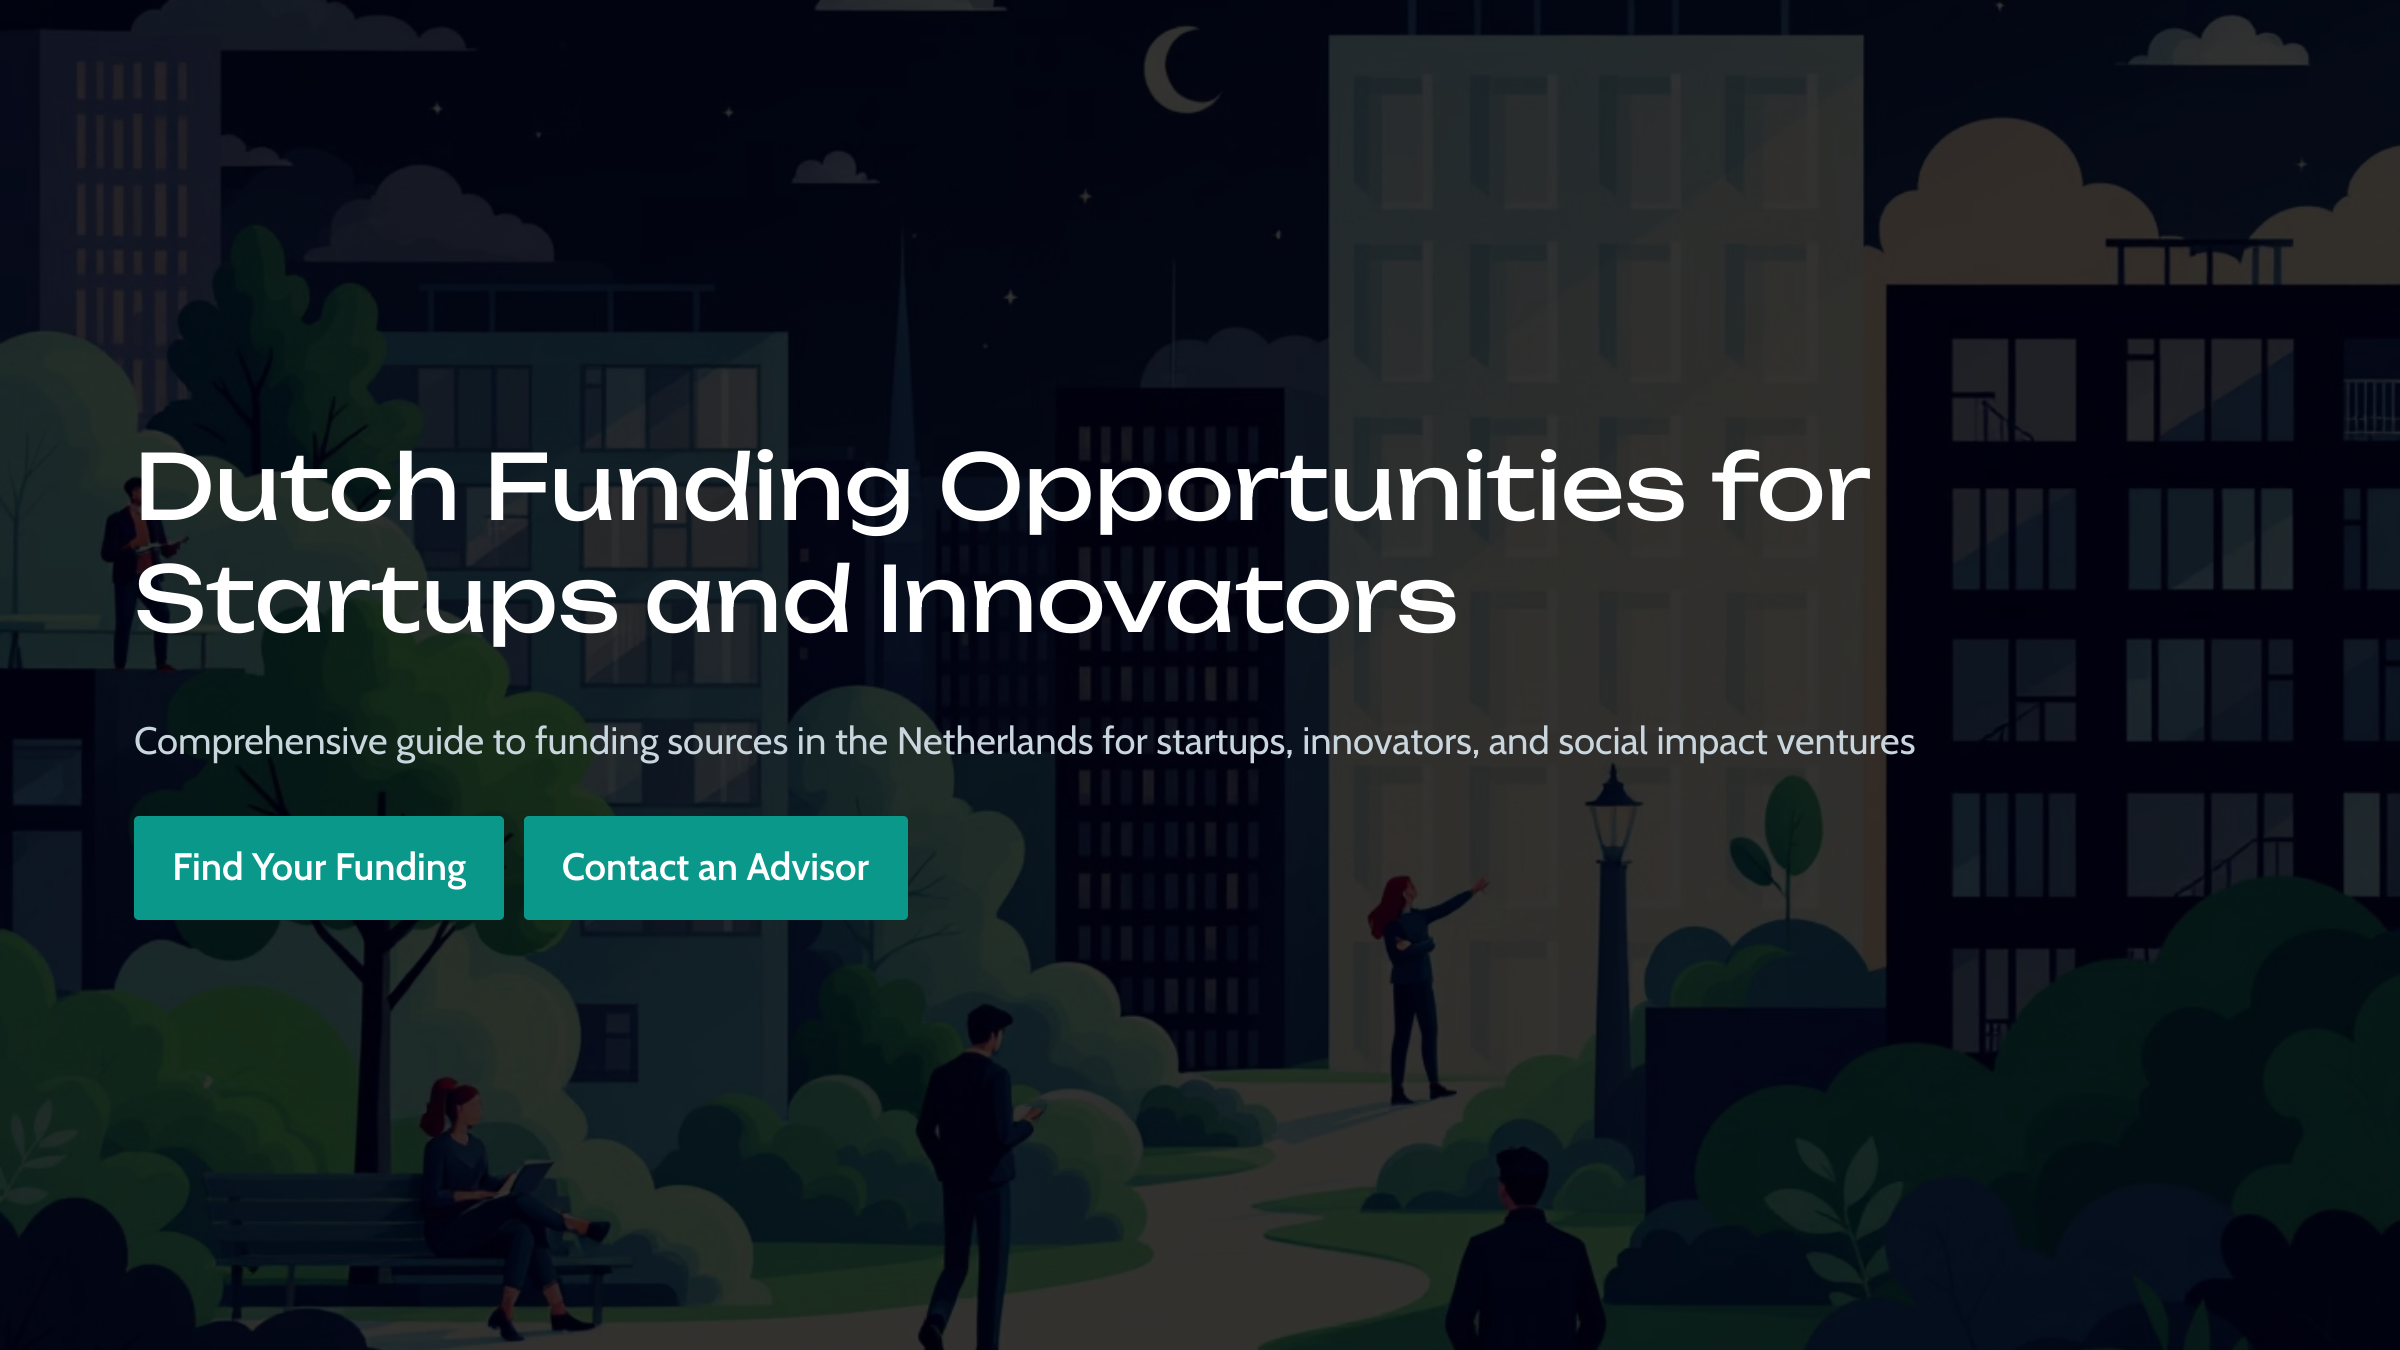 Dutch Funding Opportunities for
Startups and Innovators
Comprehensive guide to funding sources in the Netherlands for startups, innovators, and social impact ventures
Find Your Funding
Contact an Advisor